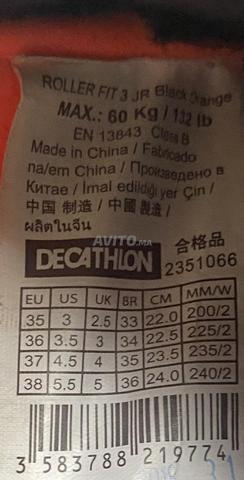 ROLLER FIT 3 JR Black Orange
MAX.: 60 Kg / 132 lb
EN 13843 Class B
Made in China / Fabricado
na/em China / Произведено в
Китае / İmal edildiği yer Çin /
中国 制造 / 中國 製造 /
ผลิตในจีน
AVITO.ma
合格品
DECATHLON 2351066
EU US UK BR CM MM/W
35 3 2.5 33 22.0 200/2
36 3.5 3 34 22.5 225/2
37 4.5 4 35 23.5 235/2
38 5.5 5 36 24.0 240/2
3 583788 219774